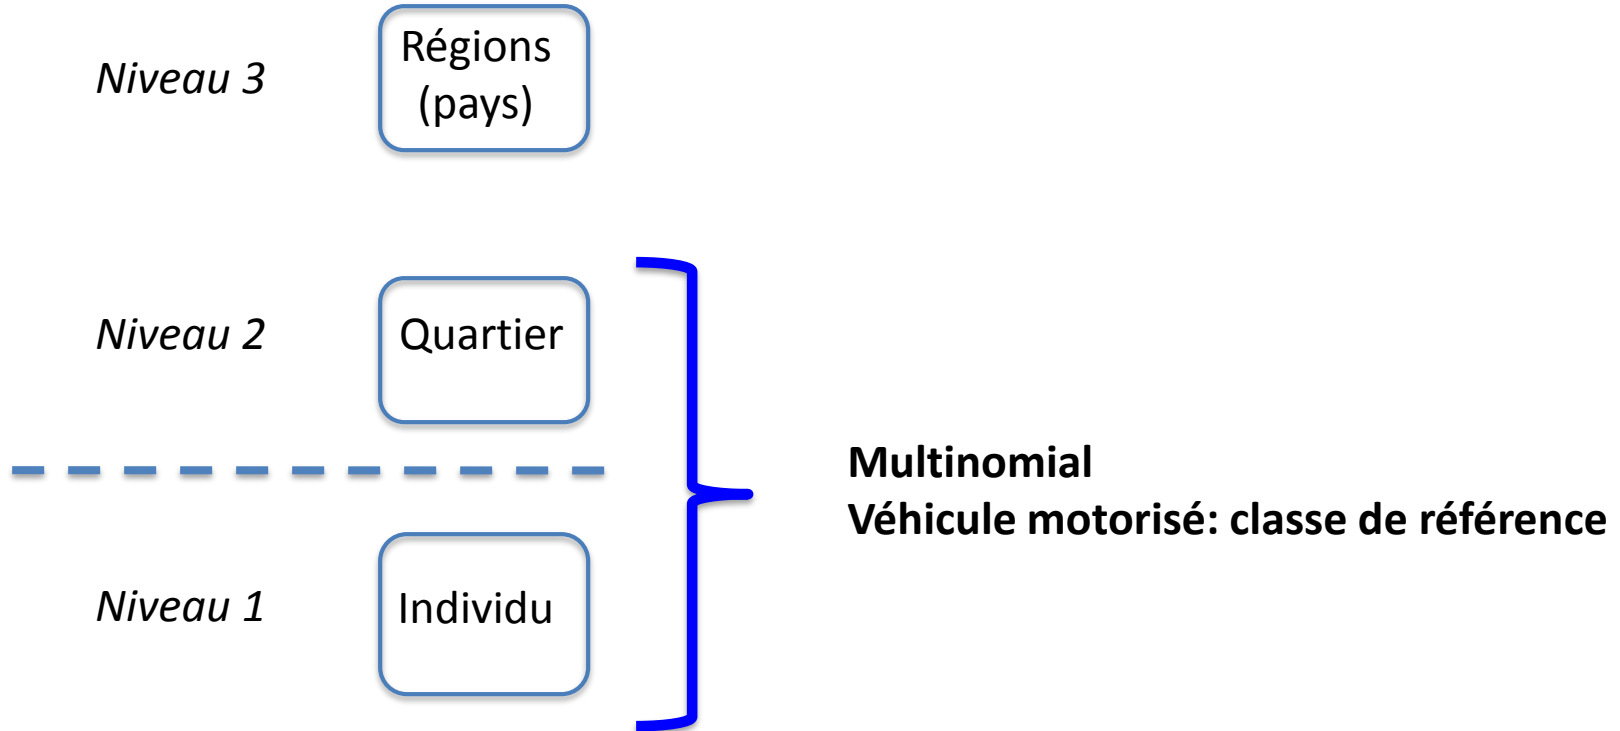 Niveau 3
Régions
(pays)
Niveau 2
Quartier
Multinomial
Véhicule motorisé: classe de référence
Niveau 1
Individu